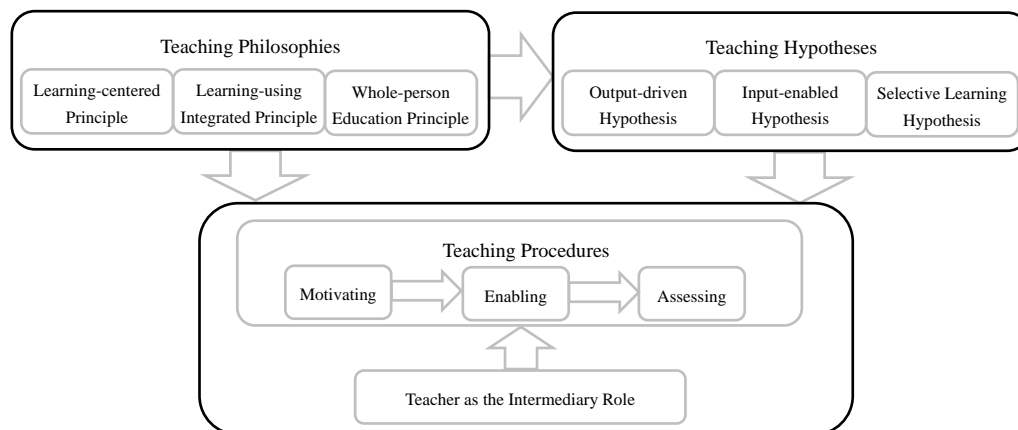 Teaching Philosophies
Learning-centered
Principle
Learning-using
Integrated Principle
Whole-person
Education Principle
Teaching Hypotheses
Output-driven
Hypothesis
Input-enabled
Hypothesis
Selective Learning
Hypothesis
Teaching Procedures
Motivating
Enabling
Assessing
Teacher as the Intermediary Role